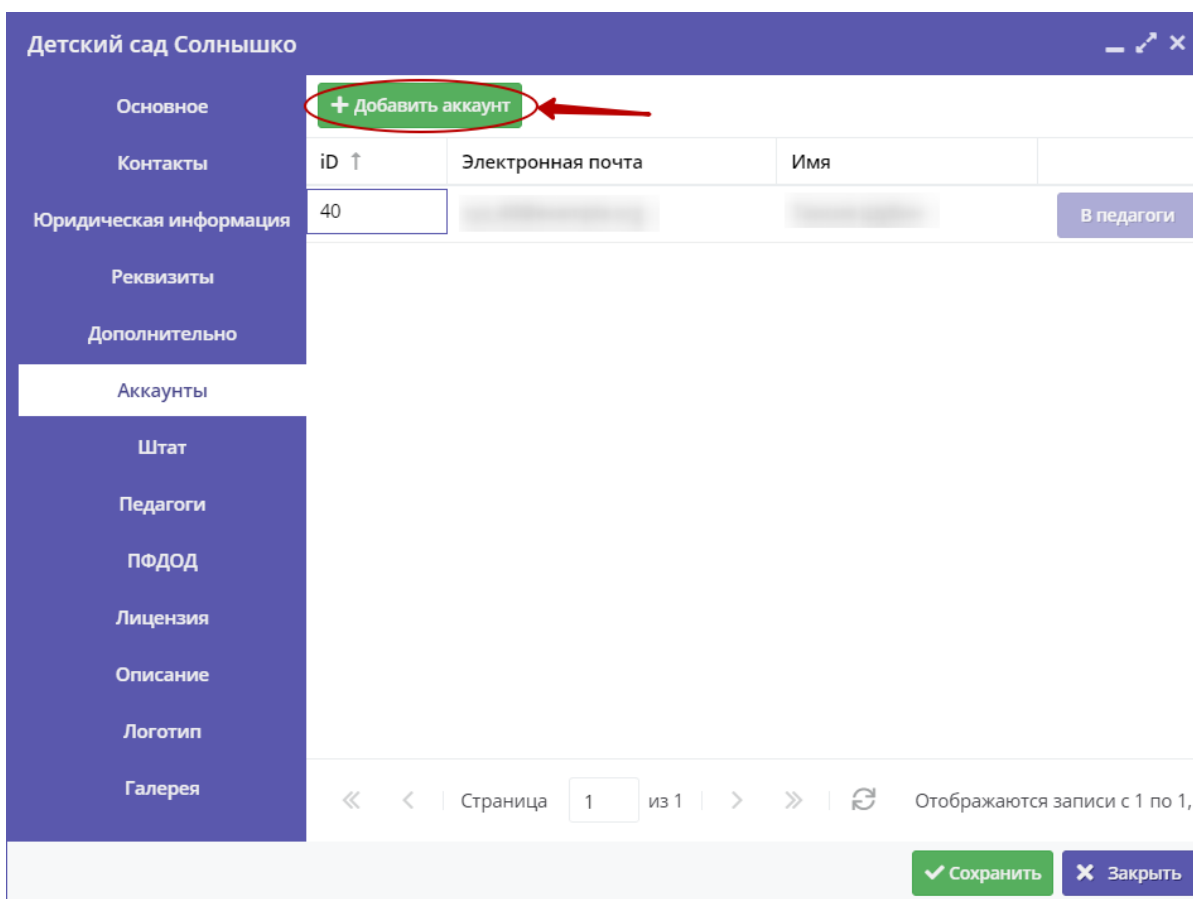 Детский сад Солнышко
Основное
Контакты
Юридическая информация
Реквизиты
Дополнительно
Аккаунты
Штат
Педагоги
ПФДОД
Лицензия
Описание
Логотип
Галерея
+ Добавить аккаунт
iD ↑ Электронная почта Имя
40 В педагоги
Страница 1 из 1 Отображаются записи с 1 по 1,
Сохранить Закрыть